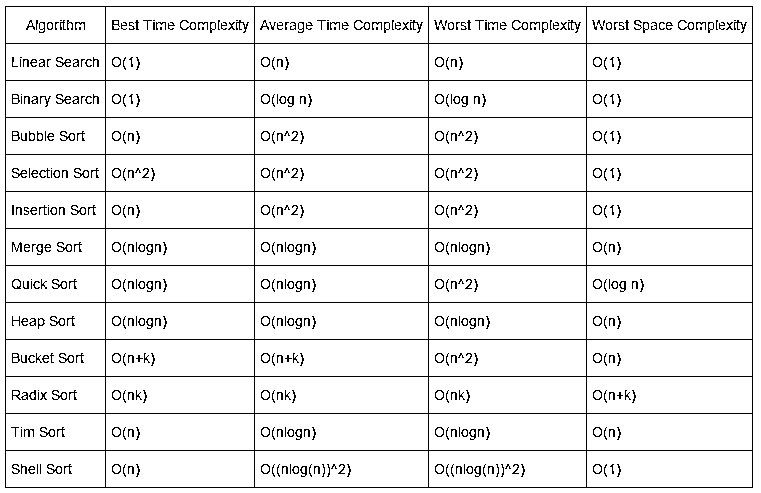 Algorithm Best Time Complexity Average Time Complexity Worst Time Complexity Worst Space Complexity
Linear Search O(1) O(n) O(n) O(1)
Binary Search O(1) O(log n) O(log n) O(1)
Bubble Sort O(n) O(n^2) O(n^2) O(1)
Selection Sort O(n^2) O(n^2) O(n^2) O(1)
Insertion Sort O(n) O(n^2) O(n^2) O(1)
Merge Sort O(nlogn) O(nlogn) O(nlogn) O(n)
Quick Sort O(nlogn) O(nlogn) O(n^2) O(log n)
Heap Sort O(nlogn) O(nlogn) O(nlogn) O(n)
Bucket Sort O(n+k) O(n+k) O(n^2) O(n)
Radix Sort O(nk) O(nk) O(nk) O(n+k)
Tim Sort O(n) O(nlogn) O(nlogn) O(n)
Shell Sort O(n) O((nlog(n))^2) O((nlog(n))^2) O(1)